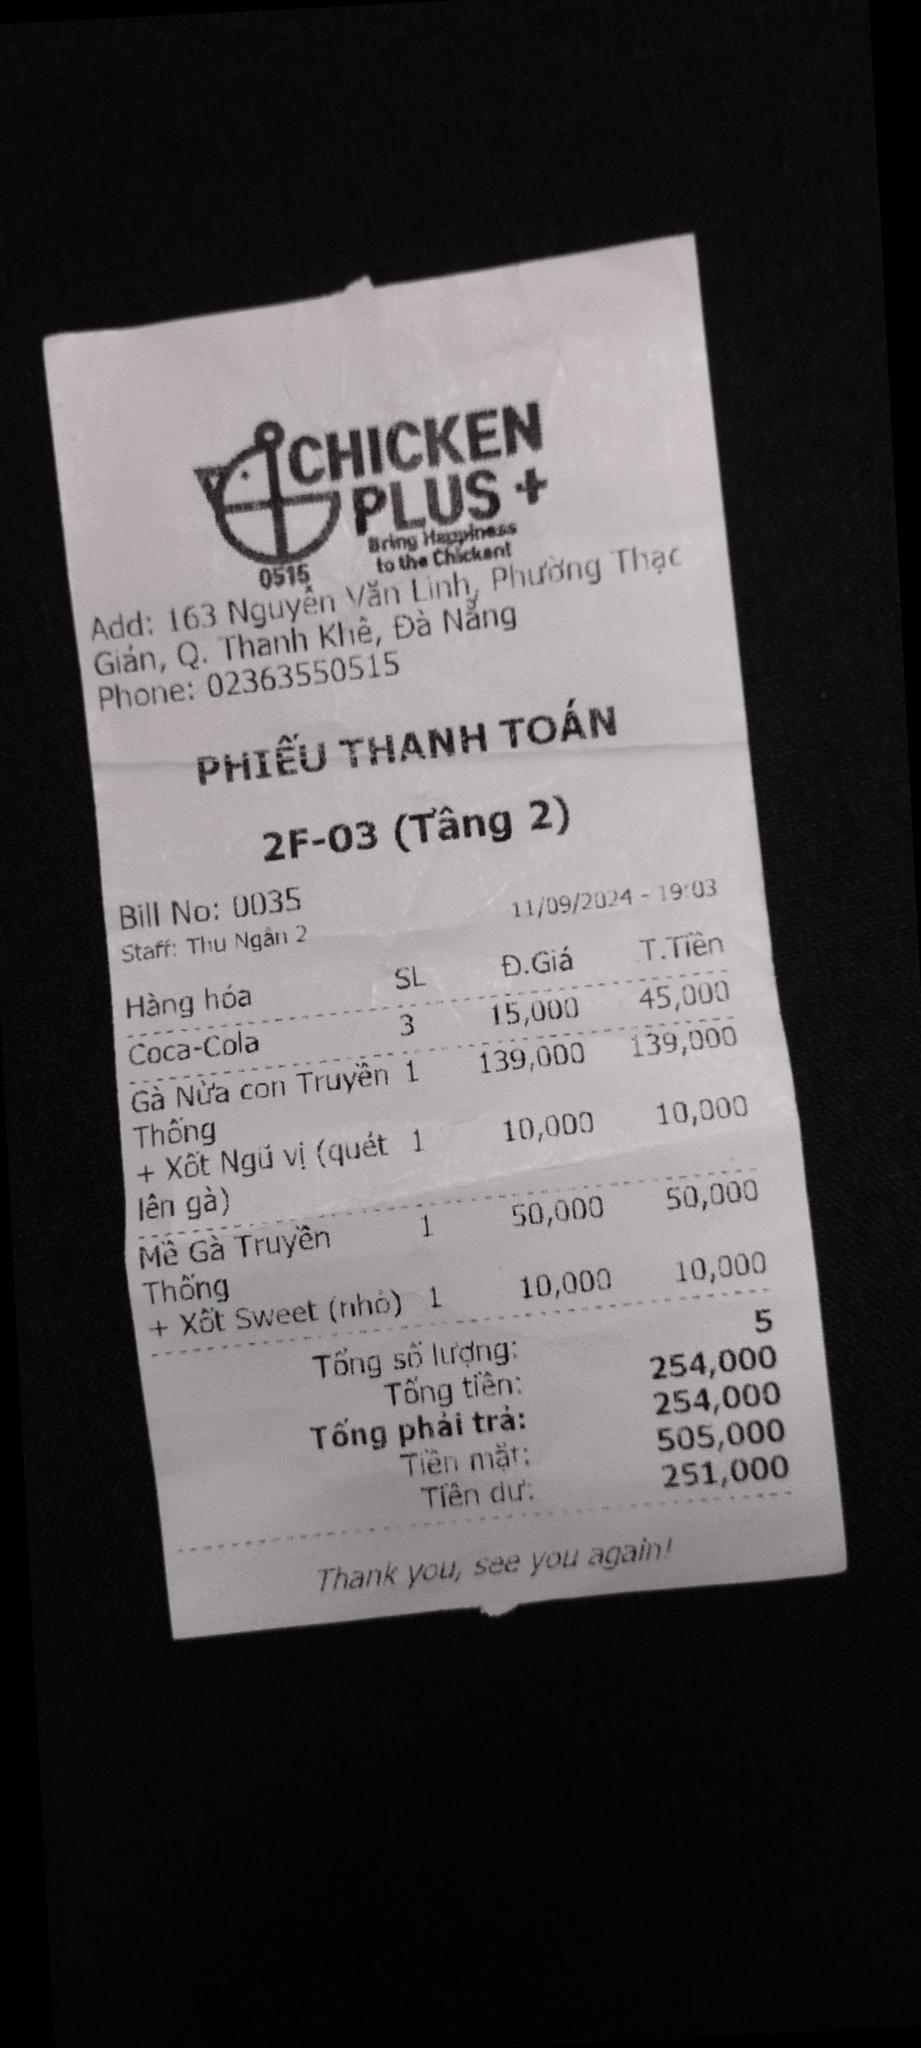 CHICKEN
PLUS +
Bring Happiness
to the Chickent
0515
Add: 163 Nguyễn Văn Linh, Phường Thạc
Gián, Q. Thanh Khê, Đà Nẵng
Phone: 02363550515
PHIẾU THANH TOÁN
2F-03 (Tầng 2)
Bill No: 0035
11/09/2024 - 19:03
Staff: Thu Ngân 2
Hàng hóa SL Đ.Giá T.Tiền
Coca-Cola 3 15,000 45,000
Gà Nửa con Truyền 1 139,000 139,000
Thống
+ Xốt Ngũ vị (quét 1 10,000 10,000
lên gà)
Mề Gà Truyền 1 50,000 50,000
Thống
+ Xốt Sweet (nhỏ) 1 10,000 10,000
Tổng số lượng: 5
Tổng tiền: 254,000
Tổng phải trả: 254,000
Tiền mặt: 505,000
Tiền dư: 251,000
Thank you, see you again!